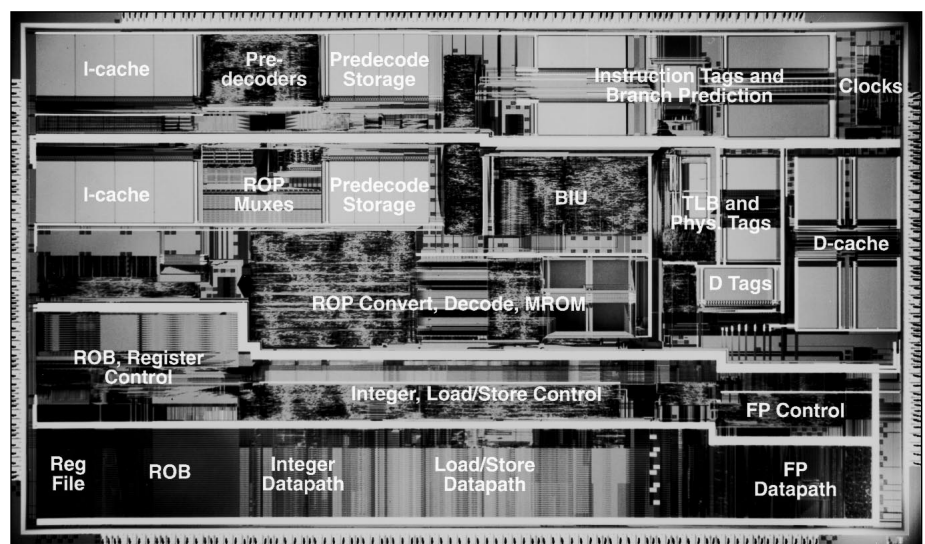 I-cache
Pre-
decoders
Predecode
Storage
Instruction Tags and
Branch Prediction
Clocks
I-cache
ROP
Muxes
Predecode
Storage
BIU
TLB and
Phys. Tags
D-cache
D Tags
ROP Convert, Decode, MROM
ROB, Register
Control
Integer, Load/Store Control
FP Control
Reg
File
ROB
Integer
Datapath
Load/Store
Datapath
FP
Datapath